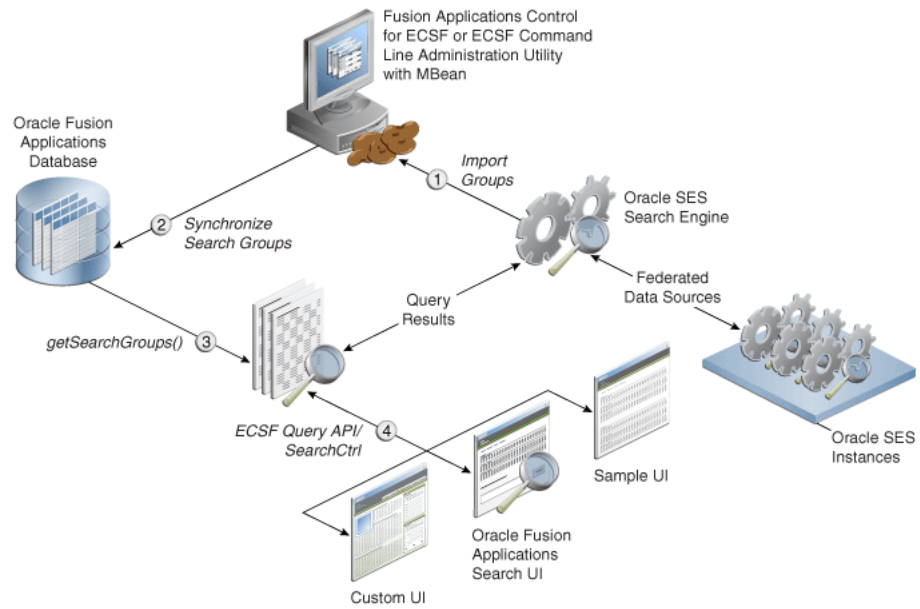 Fusion Applications Control
for ECSF or ECSF Command
Line Administration Utility
with MBean
Oracle Fusion
Applications
Database
1
Import
Groups
Oracle SES
Search Engine
2
Synchronize
Search Groups
Federated
Data Sources
Query
Results
getSearchGroups()
3
ECSF Query API/
SearchCtrl
4
Oracle SES
Instances
Sample UI
Oracle Fusion
Applications
Search UI
Custom UI